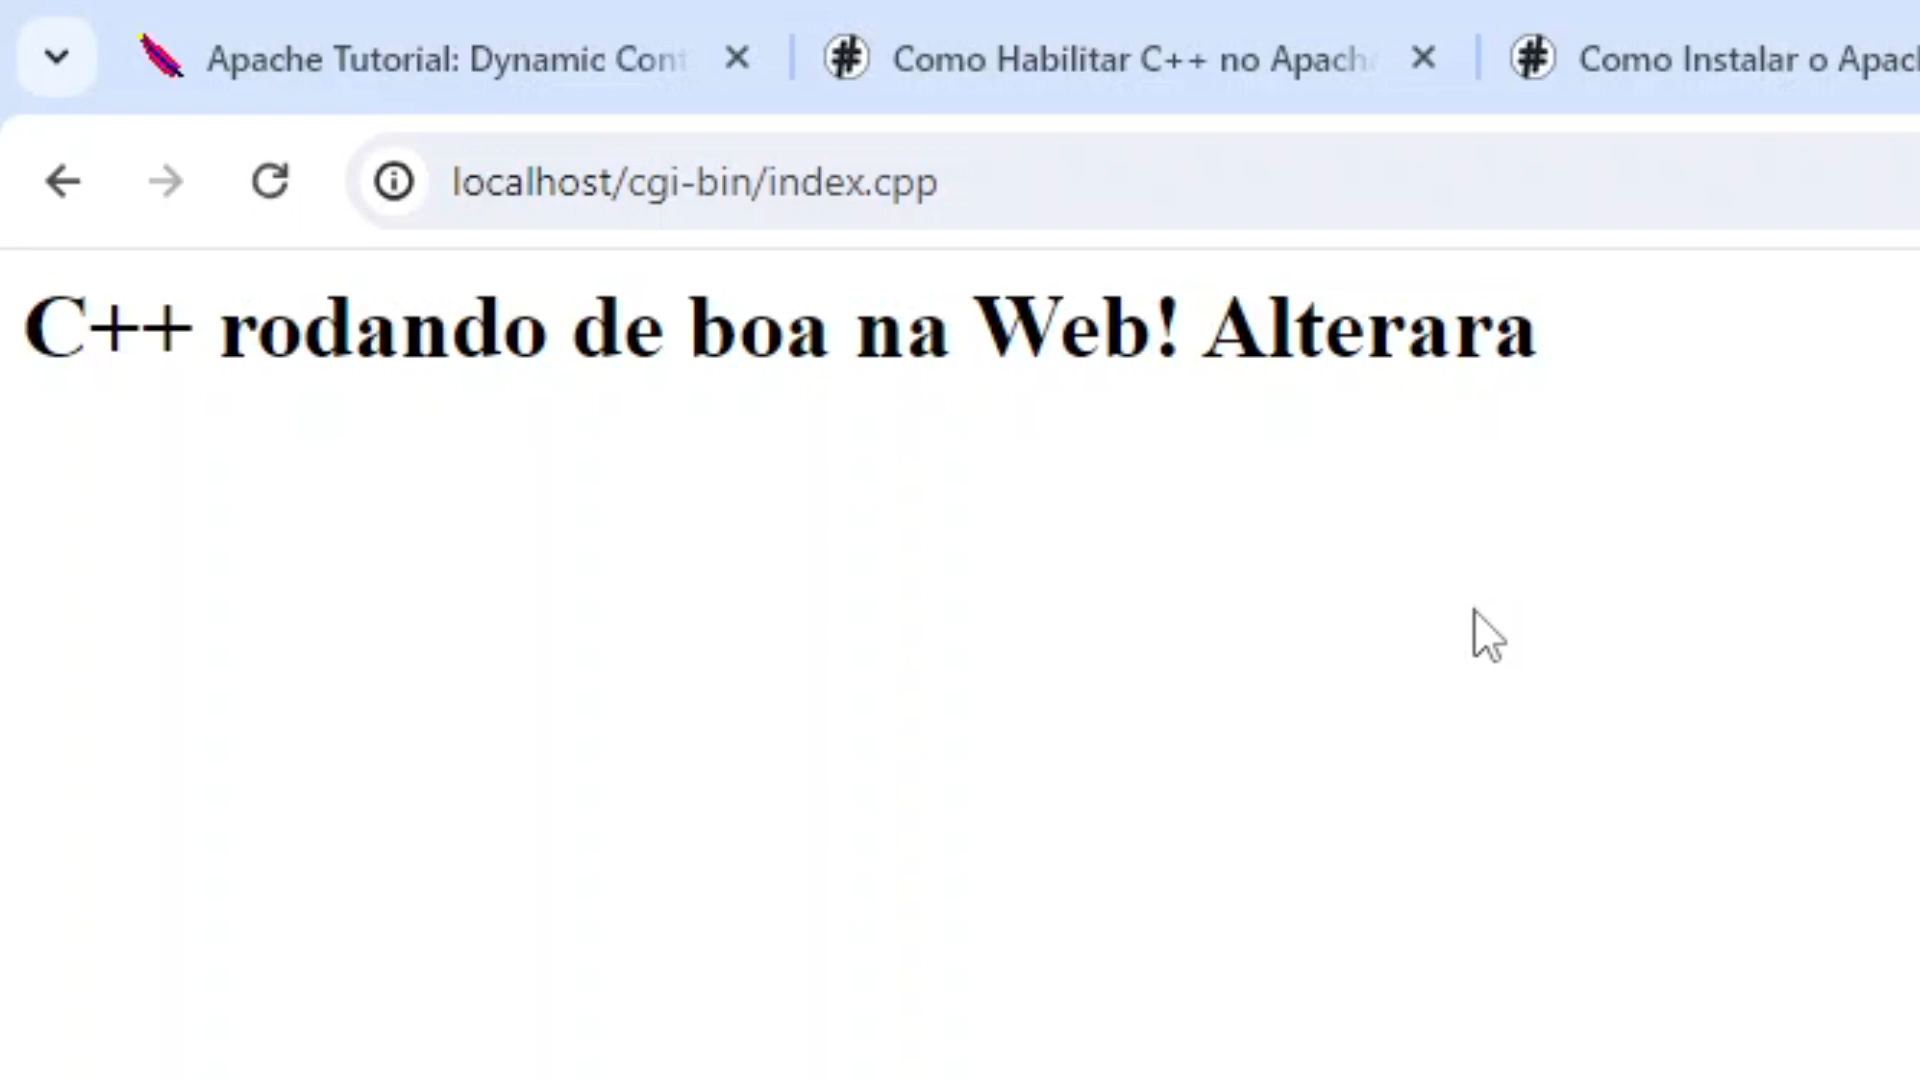 Apache Tutorial: Dynamic Cont
Como Habilitar C++ no Apach
Como Instalar o Apac
localhost/cgi-bin/index.cpp
C++ rodando de boa na Web! Alterara